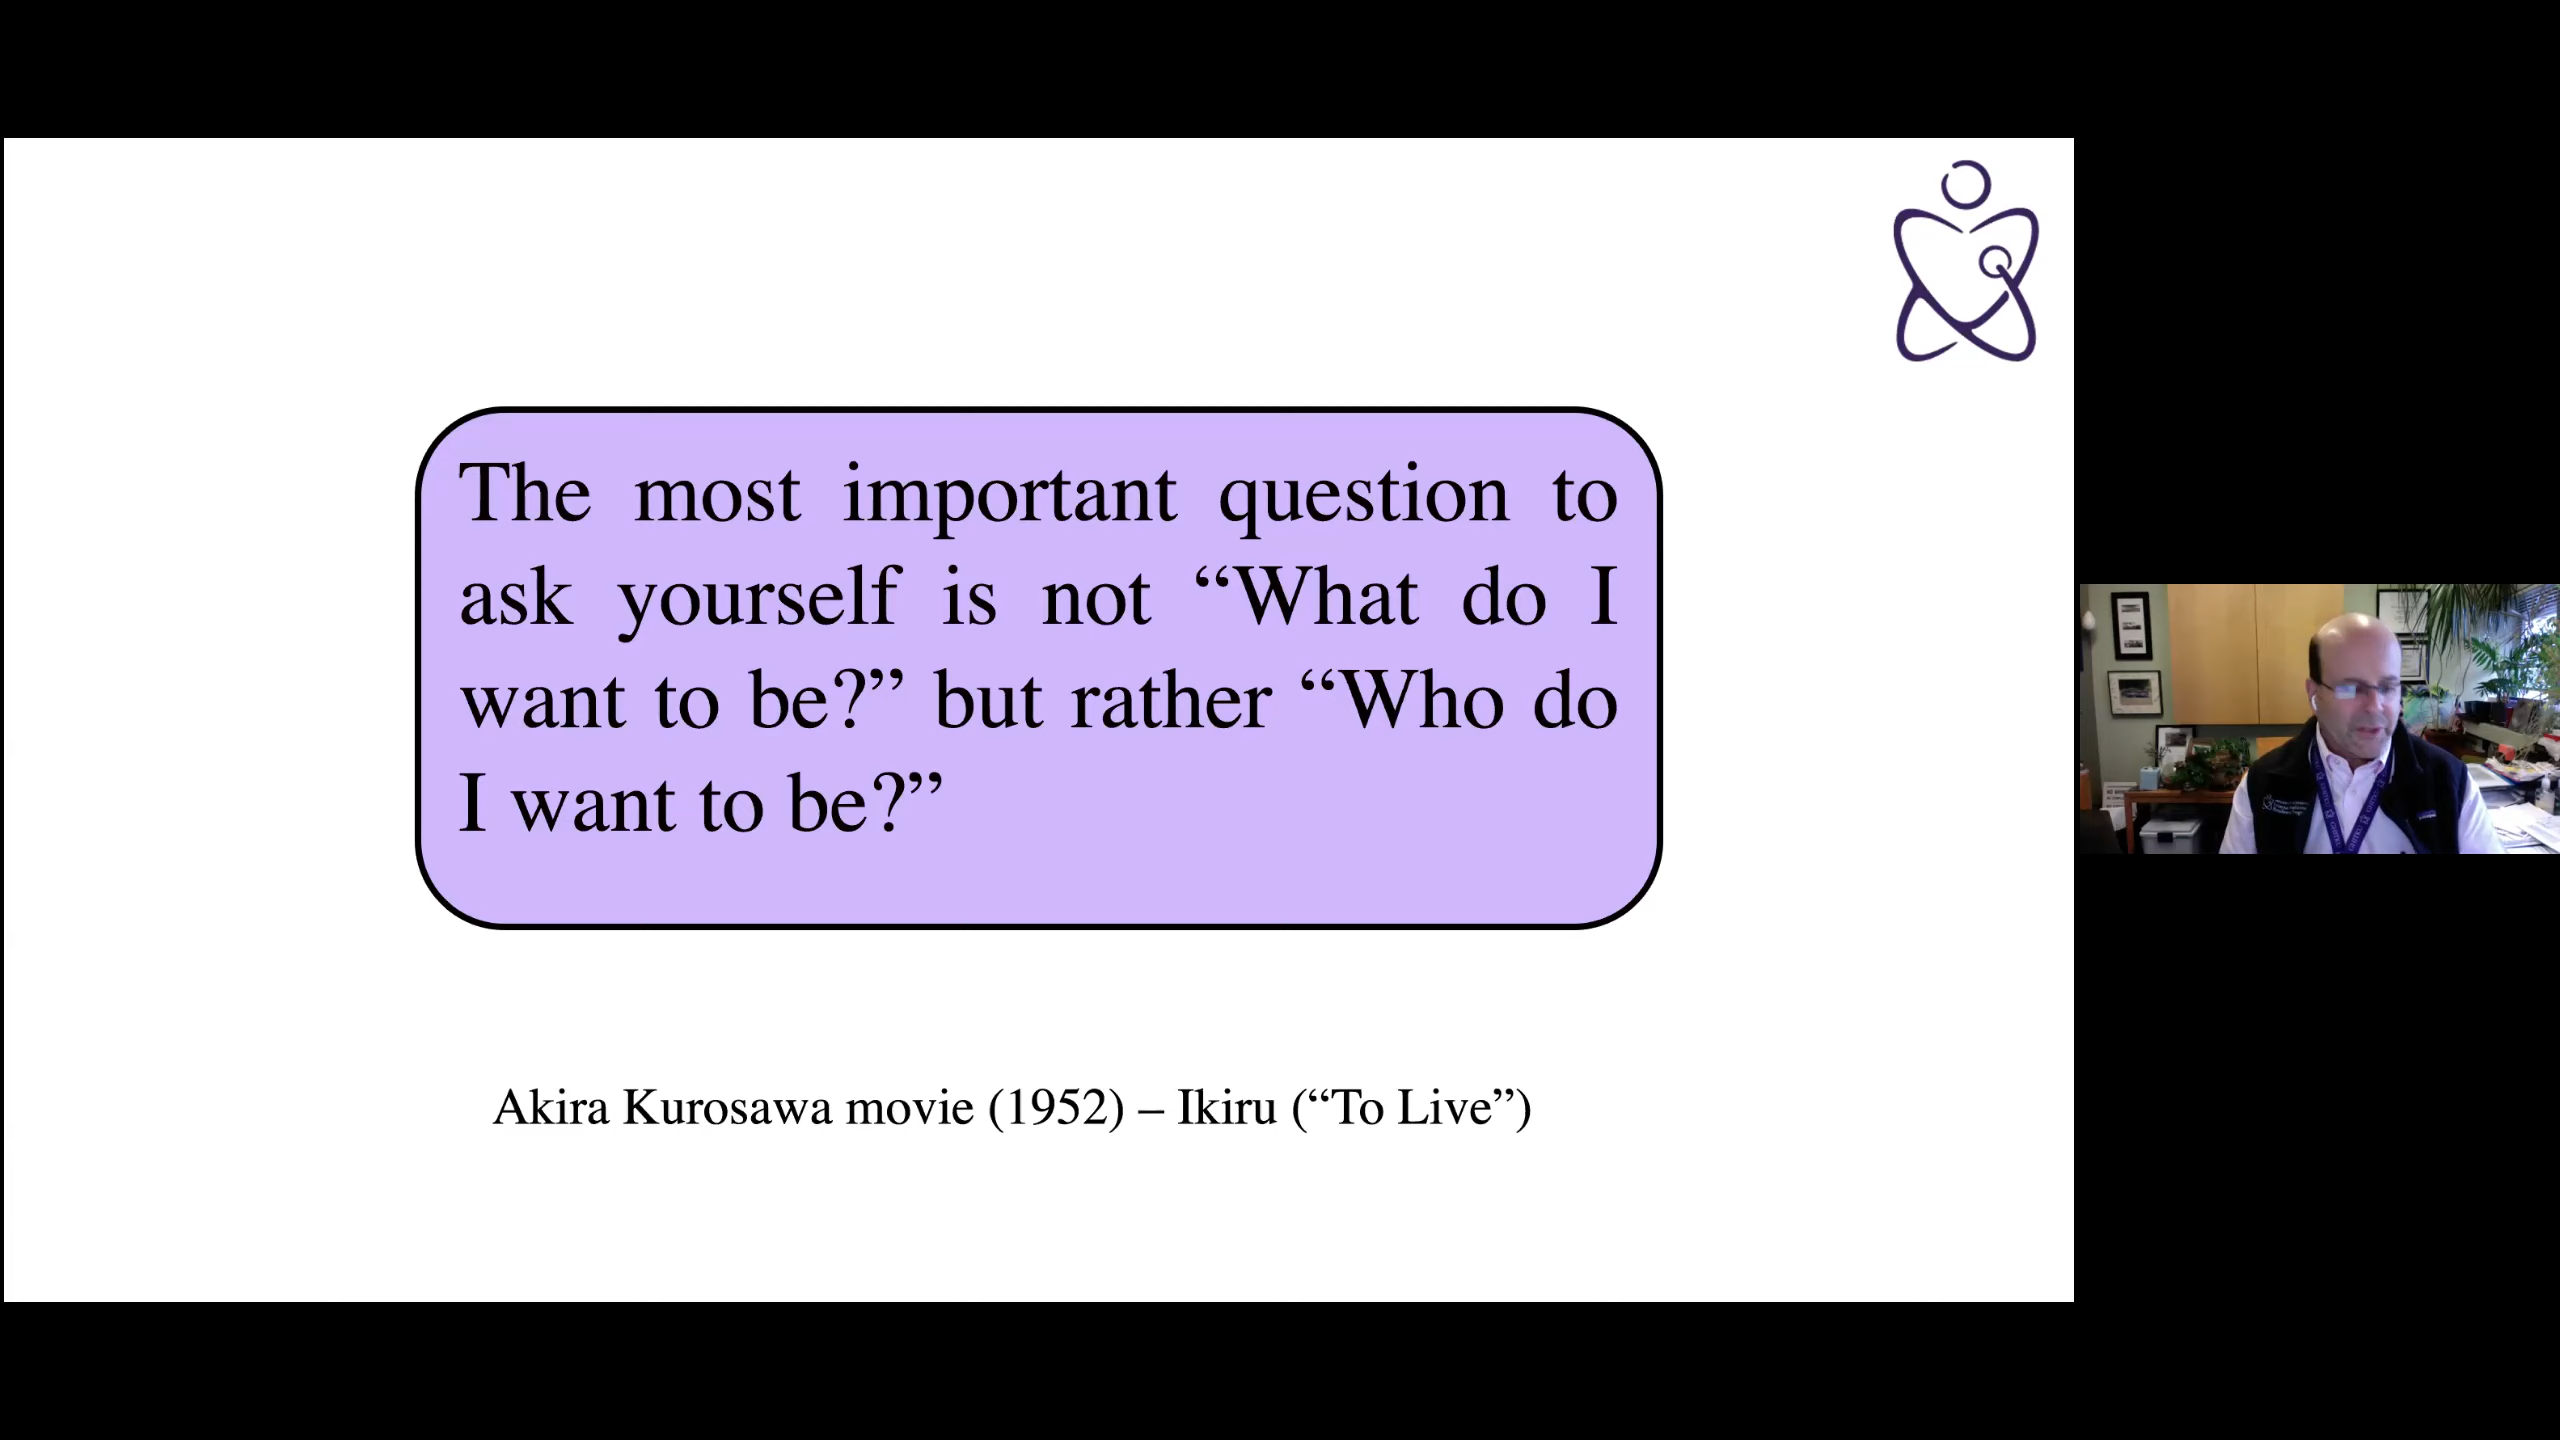 The most important question to
ask yourself is not “What do I
want to be?” but rather “Who do
I want to be?”
Akira Kurosawa movie (1952) – Ikiru (“To Live”)